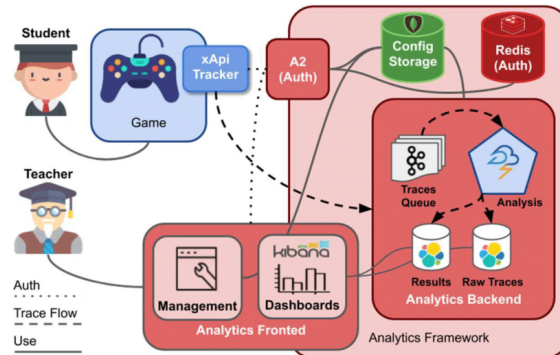 Student
xApi
Tracker
A2
(Auth)
Config
Storage
Redis
(Auth)
Game
Teacher
Traces
Queue
Analysis
kibana
Results
Raw Traces
Management
Dashboards
Analytics Backend
Analytics Fronted
Analytics Framework
Auth
Trace Flow
Use